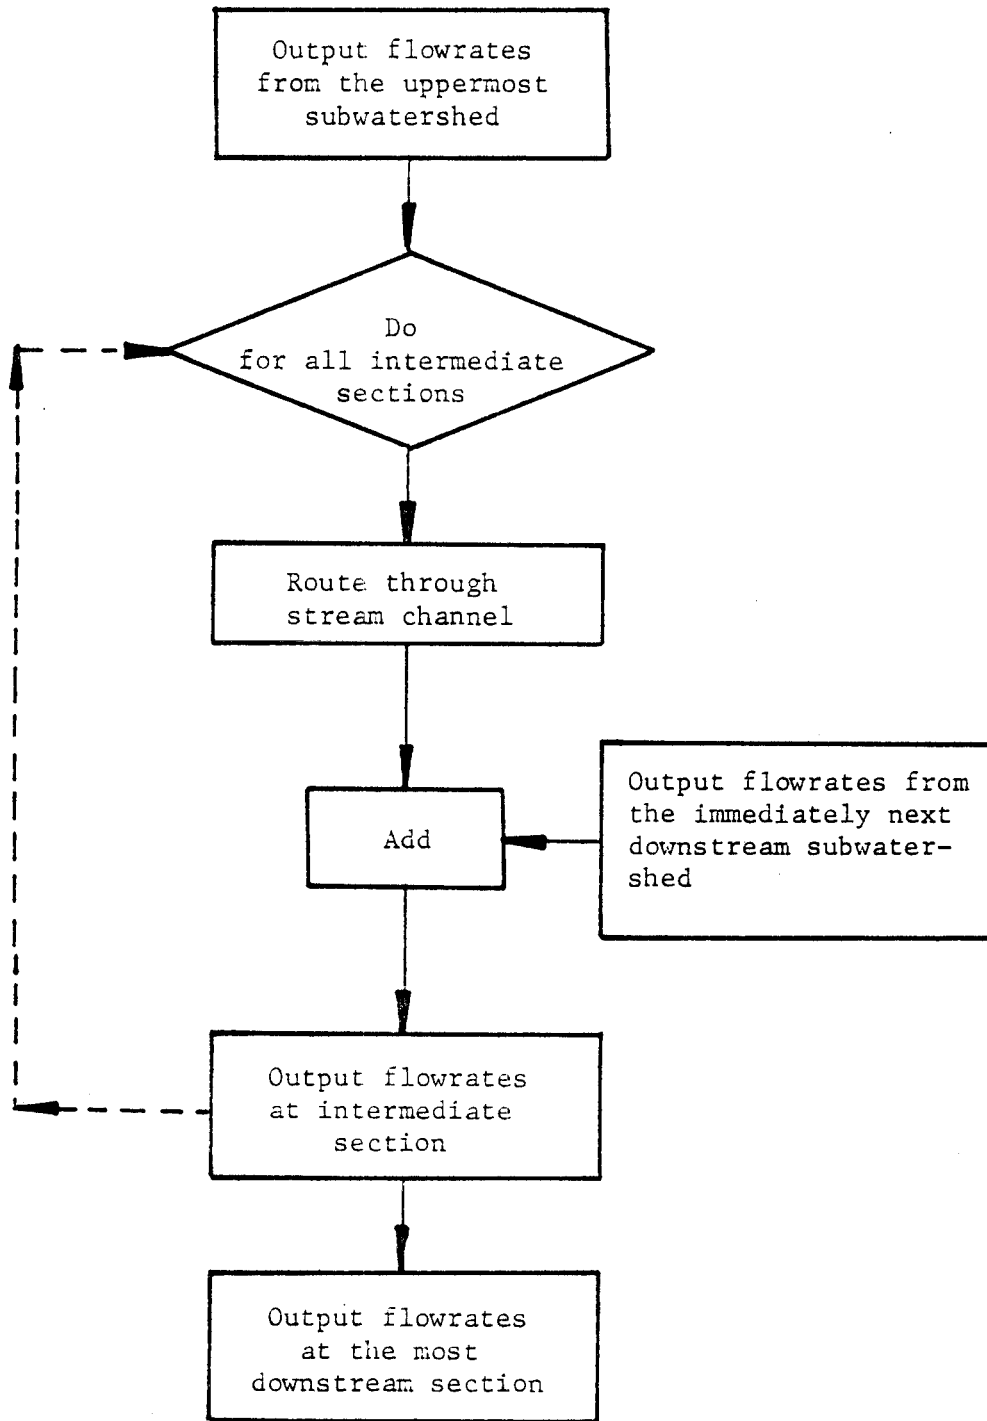 Output flowrates
from the uppermost
subwatershed
Do
for all intermediate
sections
Route through
stream channel
Output flowrates from
the immediately next
downstream subwater-
shed
Add
Output flowrates
at intermediate
section
Output flowrates
at the most
downstream section